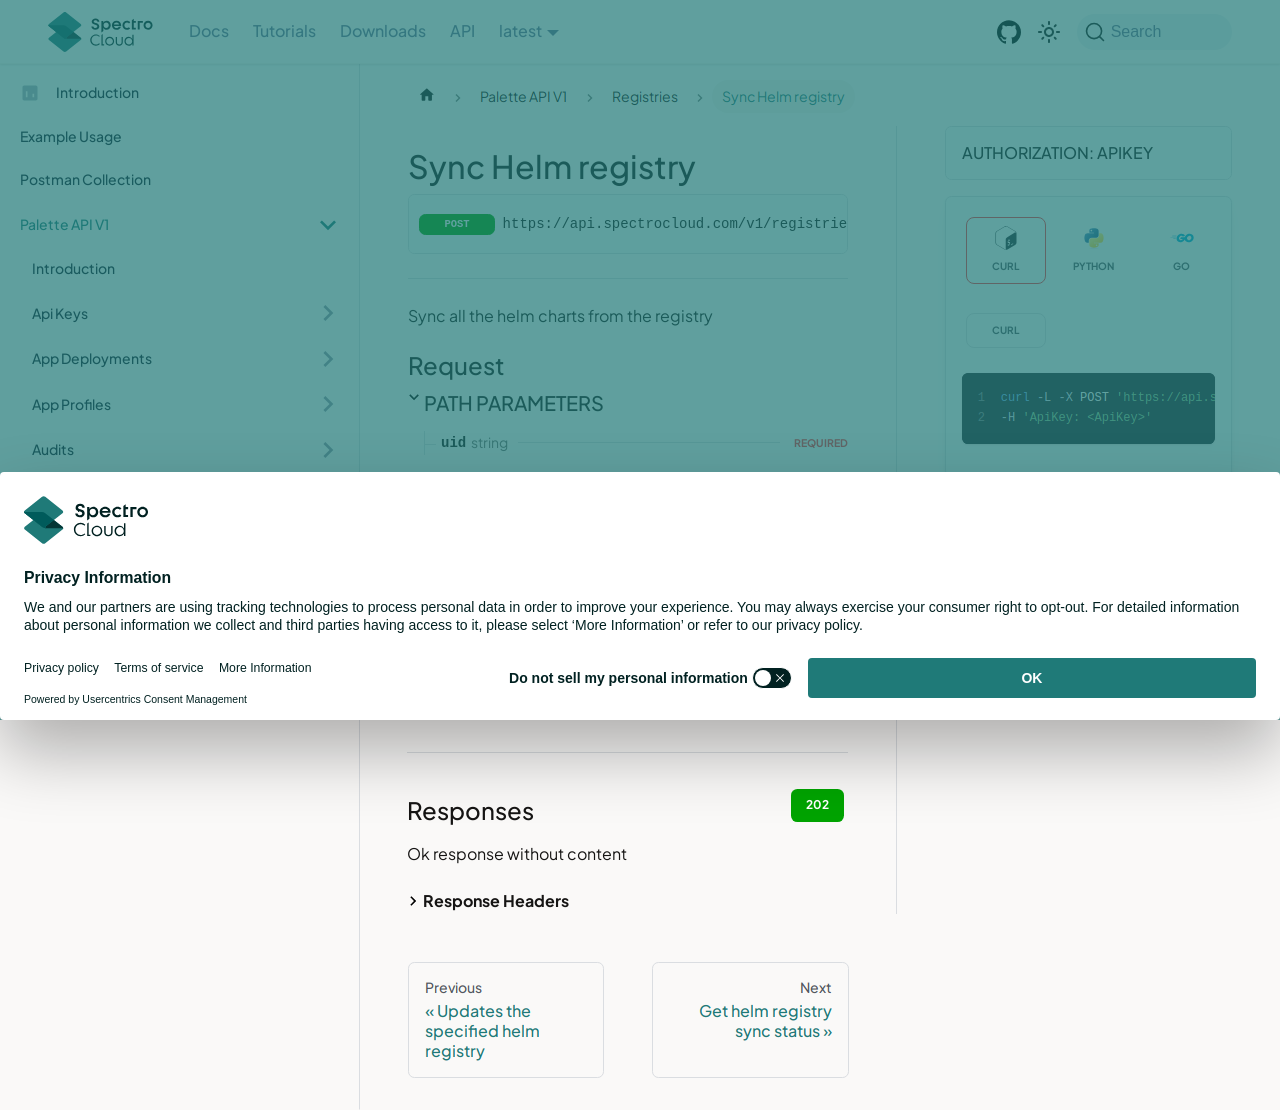 Spectro Cloud
Docs
Tutorials
Downloads
API
latest
Search
Introduction
Example Usage
Postman Collection
Palette API V1
Introduction
Api Keys
App Deployments
App Profiles
Audits
Palette API V1
Registries
Sync Helm registry
Sync Helm registry
POST https://api.spectrocloud.com/v1/registrie
Sync all the helm charts from the registry
Request
PATH PARAMETERS
uid string REQUIRED
AUTHORIZATION: APIKEY
CURL
PYTHON
GO
CURL
1 curl -L -X POST 'https://api.s
2 -H 'ApiKey: <ApiKey>'
Spectro Cloud
Privacy Information
We and our partners are using tracking technologies to process personal data in order to improve your experience. You may always exercise your consumer right to opt-out. For detailed information
about personal information we collect and third parties having access to it, please select ‘More Information’ or refer to our privacy policy.
Privacy policy
Terms of service
More Information
Powered by Usercentrics Consent Management
Do not sell my personal information
OK
Responses
202
Ok response without content
Response Headers
Previous
« Updates the
specified helm
registry
Next
Get helm registry
sync status »